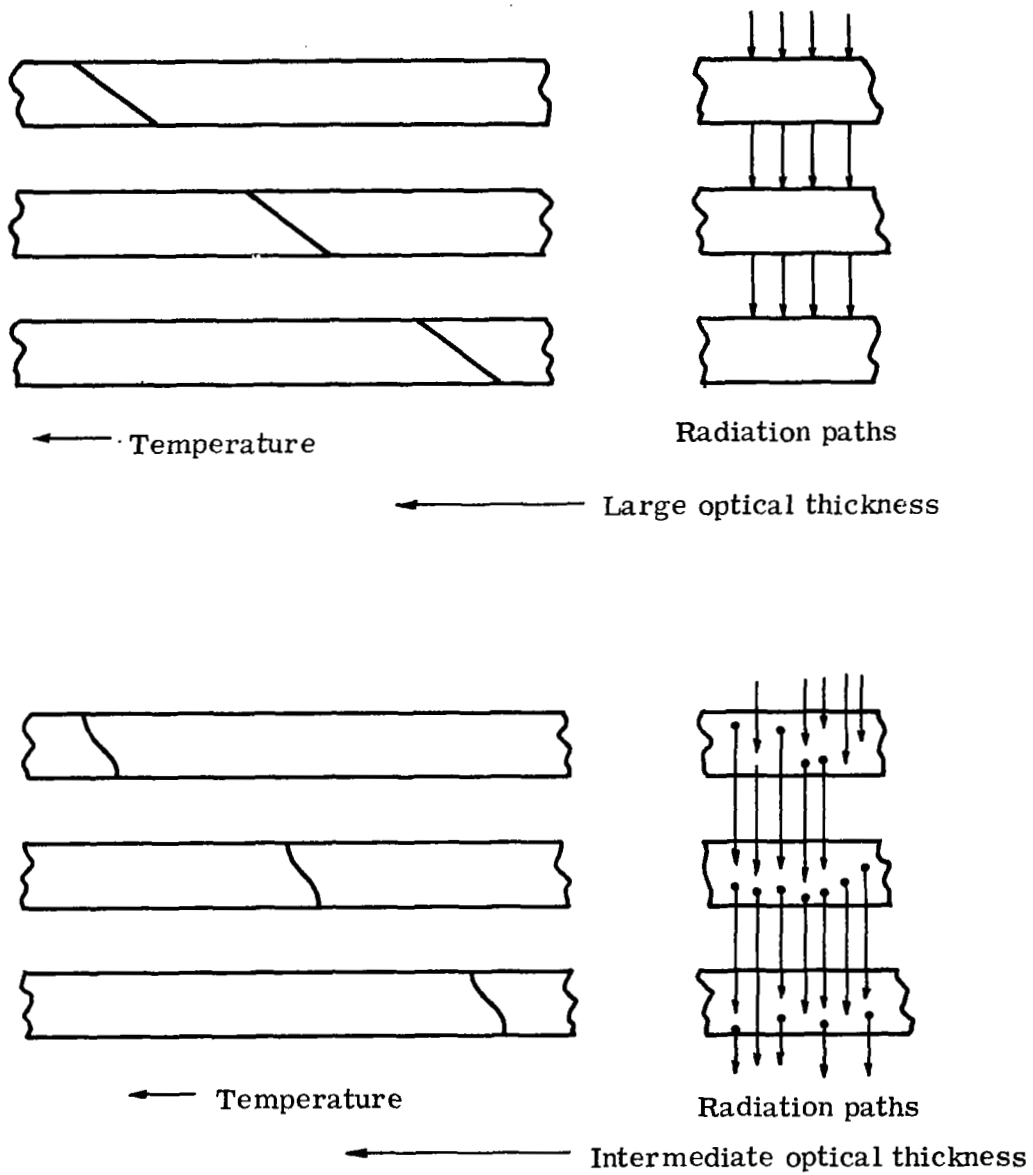 Temperature
Radiation paths
Large optical thickness
Temperature
Radiation paths
Intermediate optical thickness